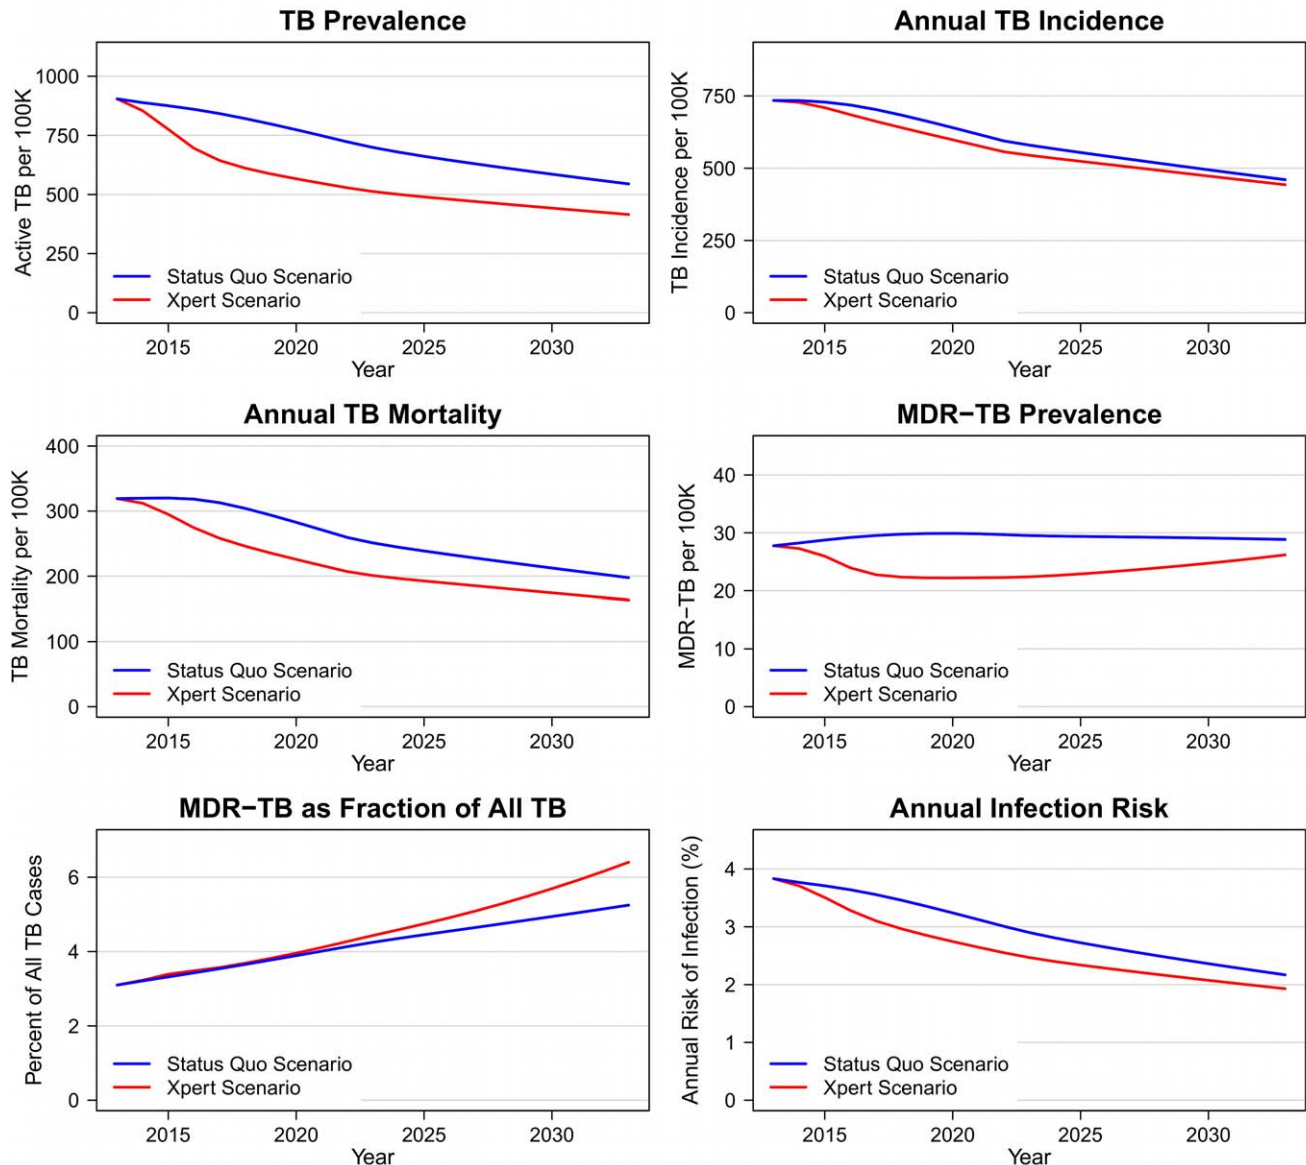 TB Prevalence
Active TB per 100K
1000
750
500
250
0
Status Quo Scenario
Xpert Scenario
2015 2020 2025 2030
Year
Annual TB Incidence
TB Incidence per 100K
750
500
250
0
Status Quo Scenario
Xpert Scenario
2015 2020 2025 2030
Year
Annual TB Mortality
TB Mortality per 100K
400
300
200
100
0
Status Quo Scenario
Xpert Scenario
2015 2020 2025 2030
Year
MDR−TB Prevalence
MDR−TB per 100K
40
30
20
10
0
Status Quo Scenario
Xpert Scenario
2015 2020 2025 2030
Year
MDR−TB as Fraction of All TB
Percent of All TB Cases
6
4
2
0
Status Quo Scenario
Xpert Scenario
2015 2020 2025 2030
Year
Annual Infection Risk
Annual Risk of Infection (%)
4
3
2
1
0
Status Quo Scenario
Xpert Scenario
2015 2020 2025 2030
Year